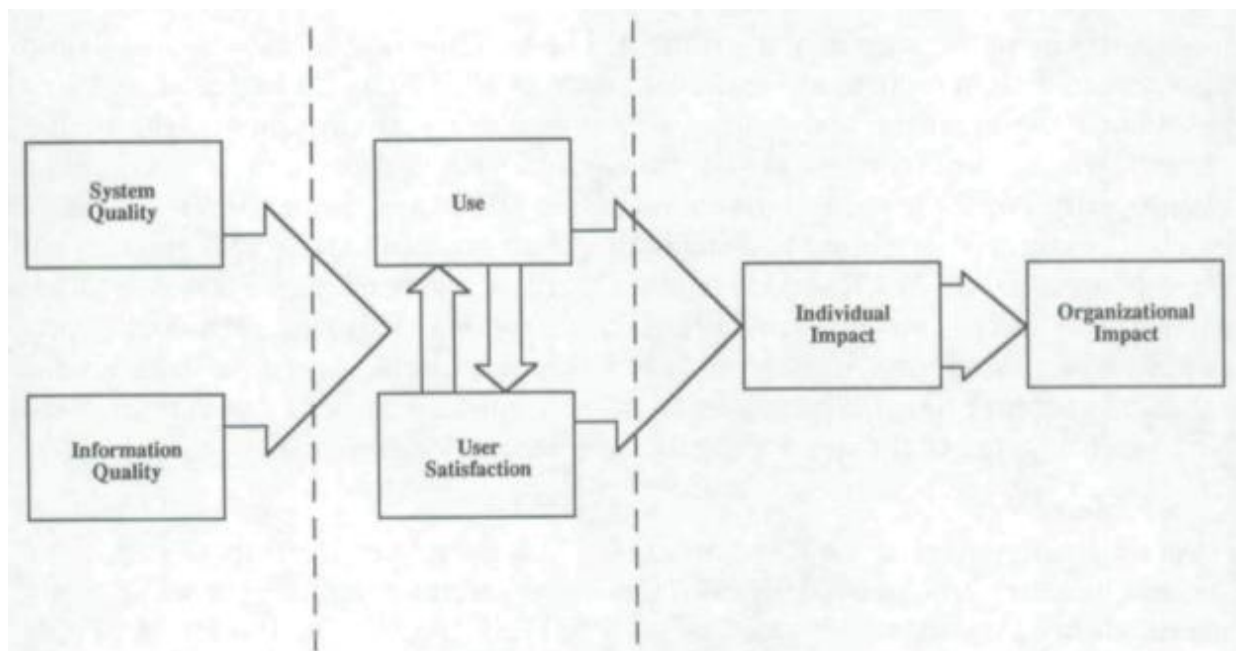 System
Quality
Use
Individual
Impact
Organizational
Impact
Information
Quality
User
Satisfaction